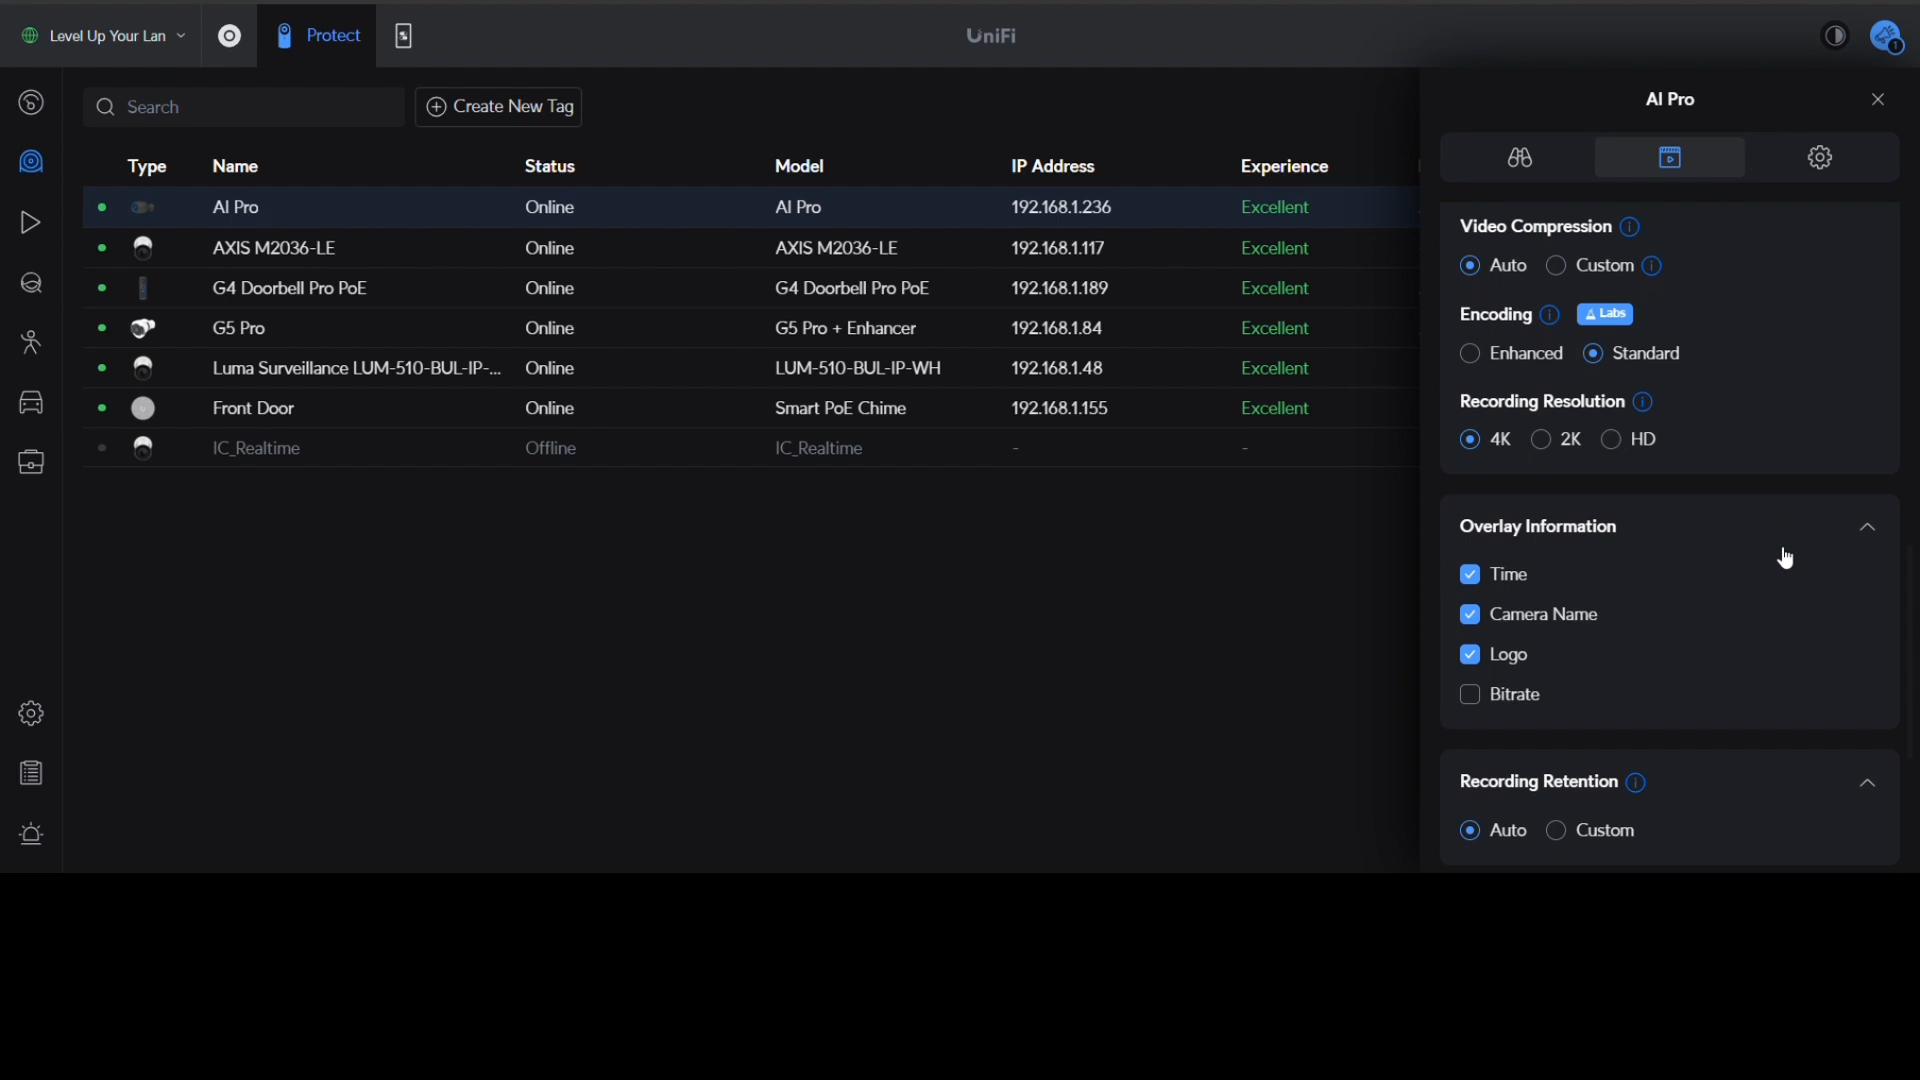 Level Up Your Lan
Protect
UniFi
1
Search
Create New Tag
Type Name Status Model IP Address Experience
AI Pro Online AI Pro 192.168.1.236 Excellent
AXIS M2036-LE Online AXIS M2036-LE 192.168.1.117 Excellent
G4 Doorbell Pro PoE Online G4 Doorbell Pro PoE 192.168.1.189 Excellent
G5 Pro Online G5 Pro + Enhancer 192.168.1.84 Excellent
Luma Surveillance LUM-510-BUL-IP-... Online LUM-510-BUL-IP-WH 192.168.1.48 Excellent
Front Door Online Smart PoE Chime 192.168.1.155 Excellent
IC_Realtime Offline IC_Realtime - -
AI Pro
Video Compression
Auto Custom
Encoding Labs
Enhanced Standard
Recording Resolution
4K 2K HD
Overlay Information
Time
Camera Name
Logo
Bitrate
Recording Retention
Auto Custom